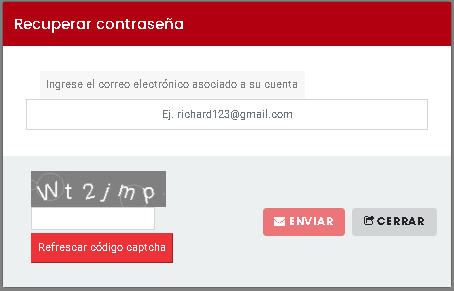 Recuperar contraseña
Ingrese el correo electrónico asociado a su cuenta
Ej. richard123@gmail.com
Wt2jmp
ENVIAR CERRAR
Refrescar código captcha